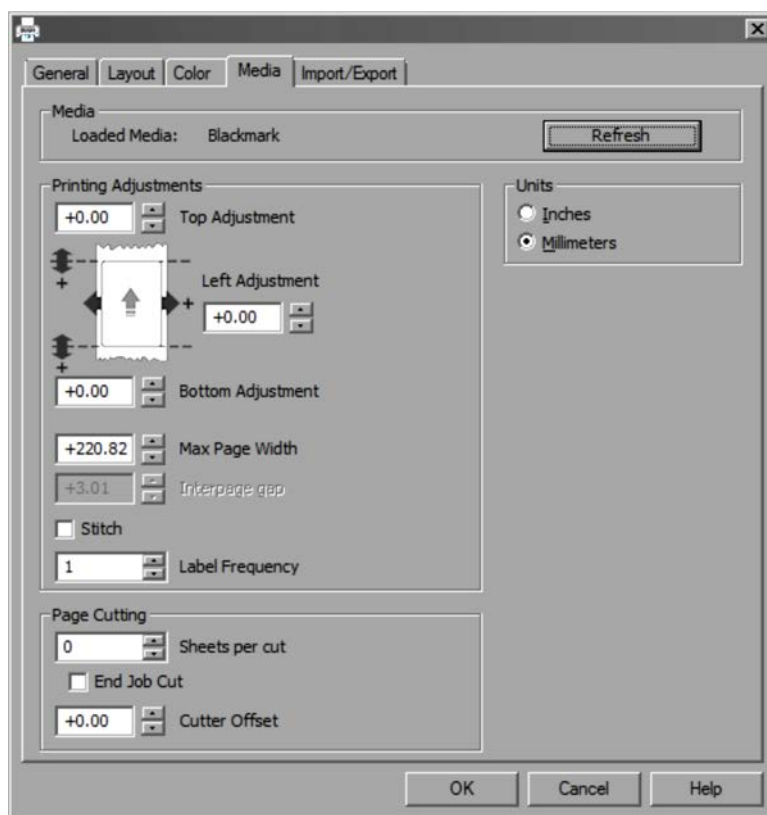 General Layout Color Media Import/Export
Media
Loaded Media: Blackmark Refresh
Printing Adjustments
+0.00 Top Adjustment
+
Left Adjustment
+ +0.00
+
+0.00 Bottom Adjustment
+220.82 Max Page Width
+3.01 Interpage gap
Stitch
1 Label Frequency
Units
Inches
Millimeters
Page Cutting
0 Sheets per cut
End Job Cut
+0.00 Cutter Offset
OK Cancel Help